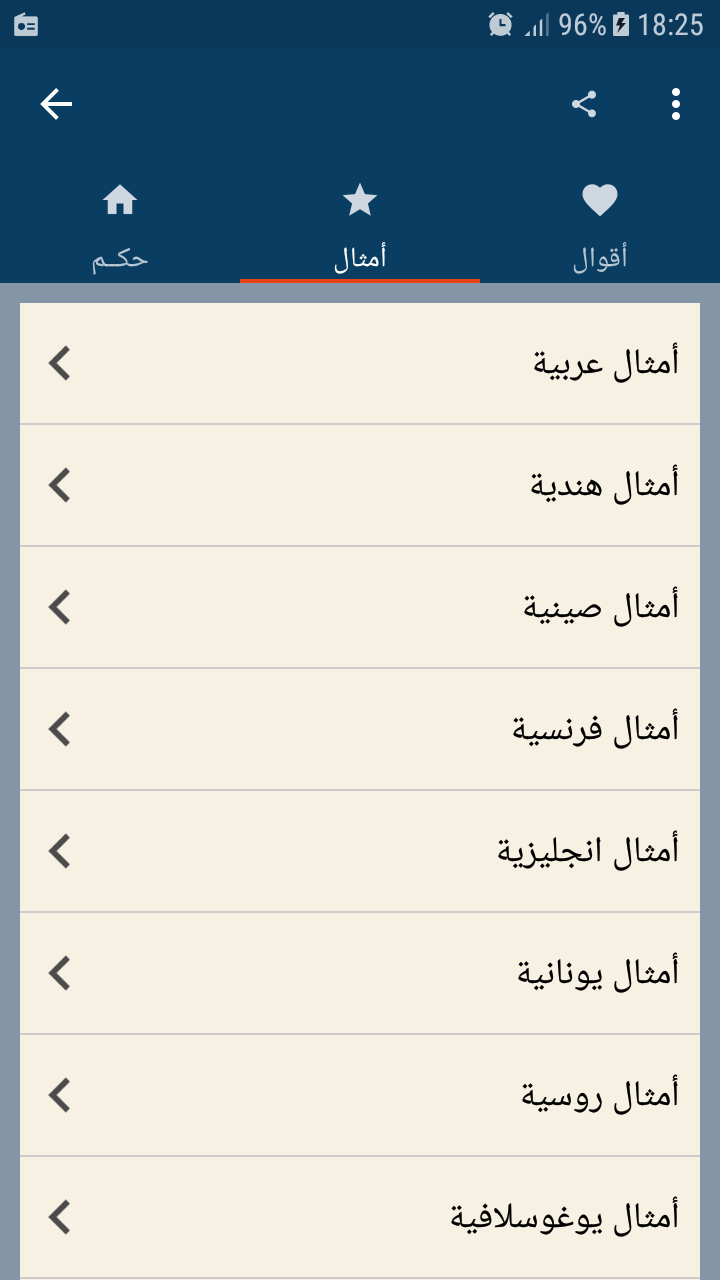 96% 18:25
أقوال
أمثال
حكـم
أمثال عربية
أمثال هندية
أمثال صينية
أمثال فرنسية
أمثال انجليزية
أمثال يونانية
أمثال روسية
أمثال يوغوسلافية